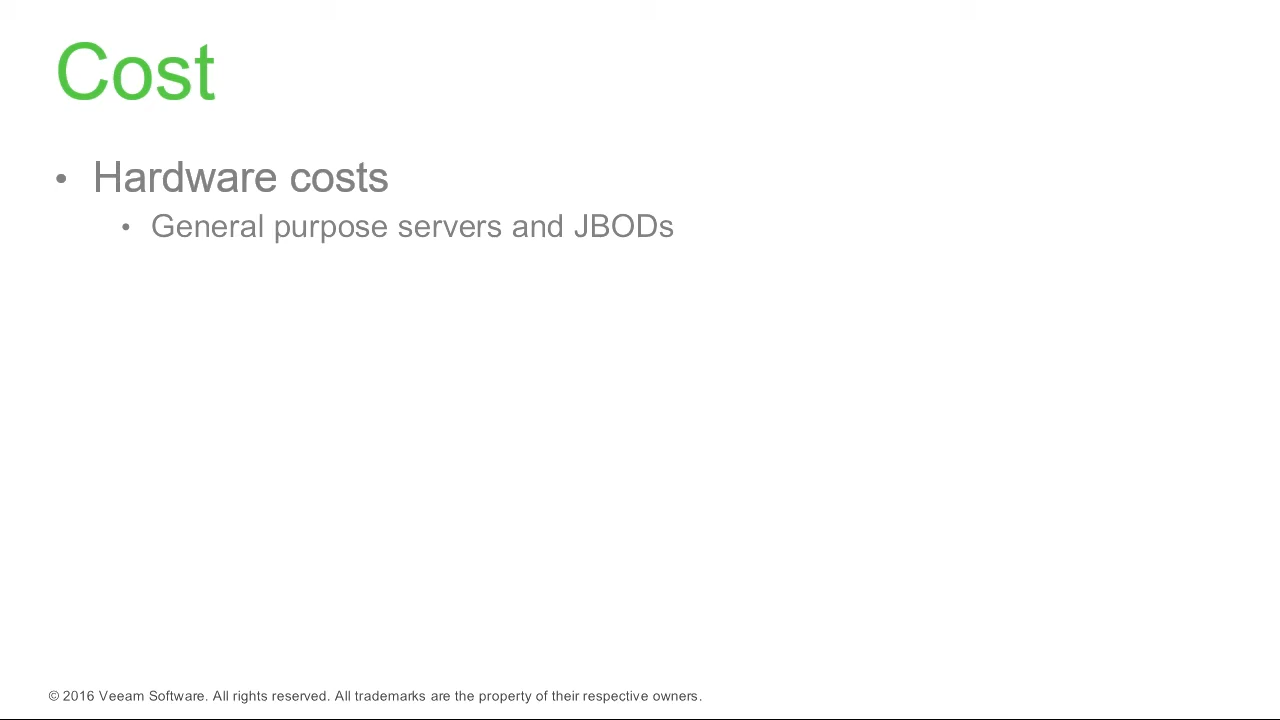 Cost
• Hardware costs
• General purpose servers and JBODs
© 2016 Veeam Software. All rights reserved. All trademarks are the property of their respective owners.